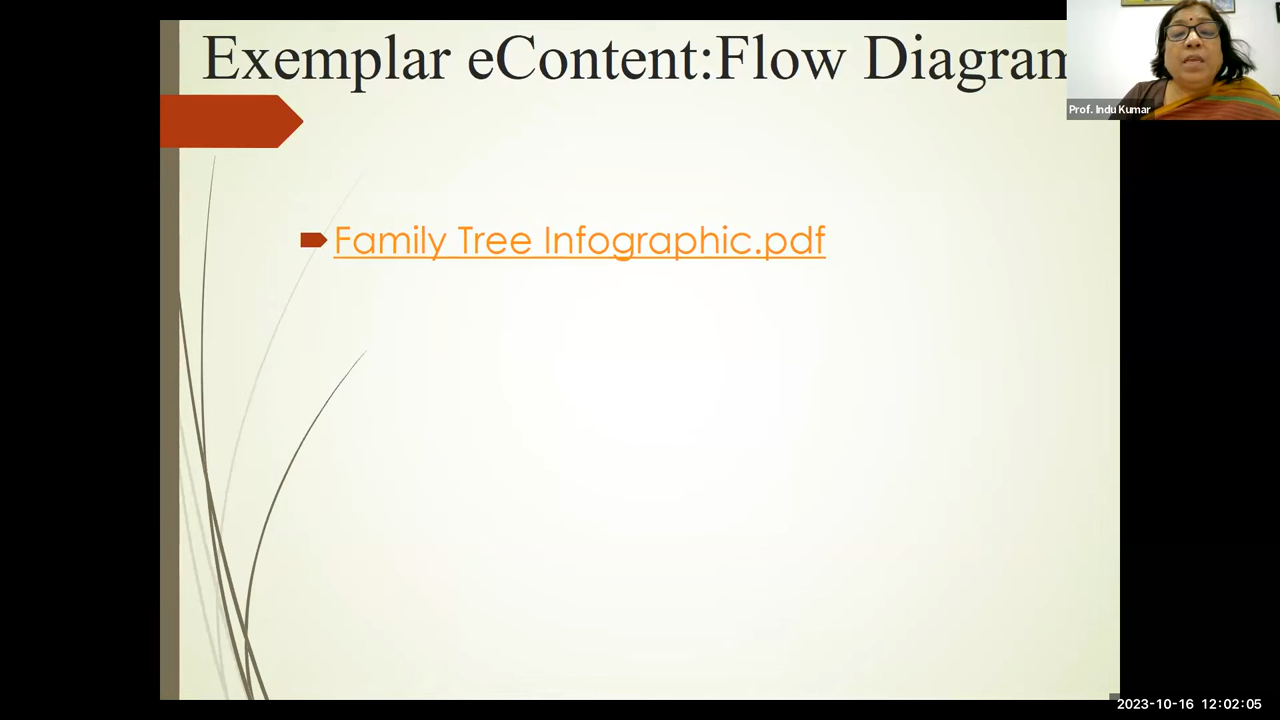 Exemplar eContent:Flow Diagram
Prof. Indu Kumar
Family Tree Infographic.pdf
2023-10-16 12:02:05